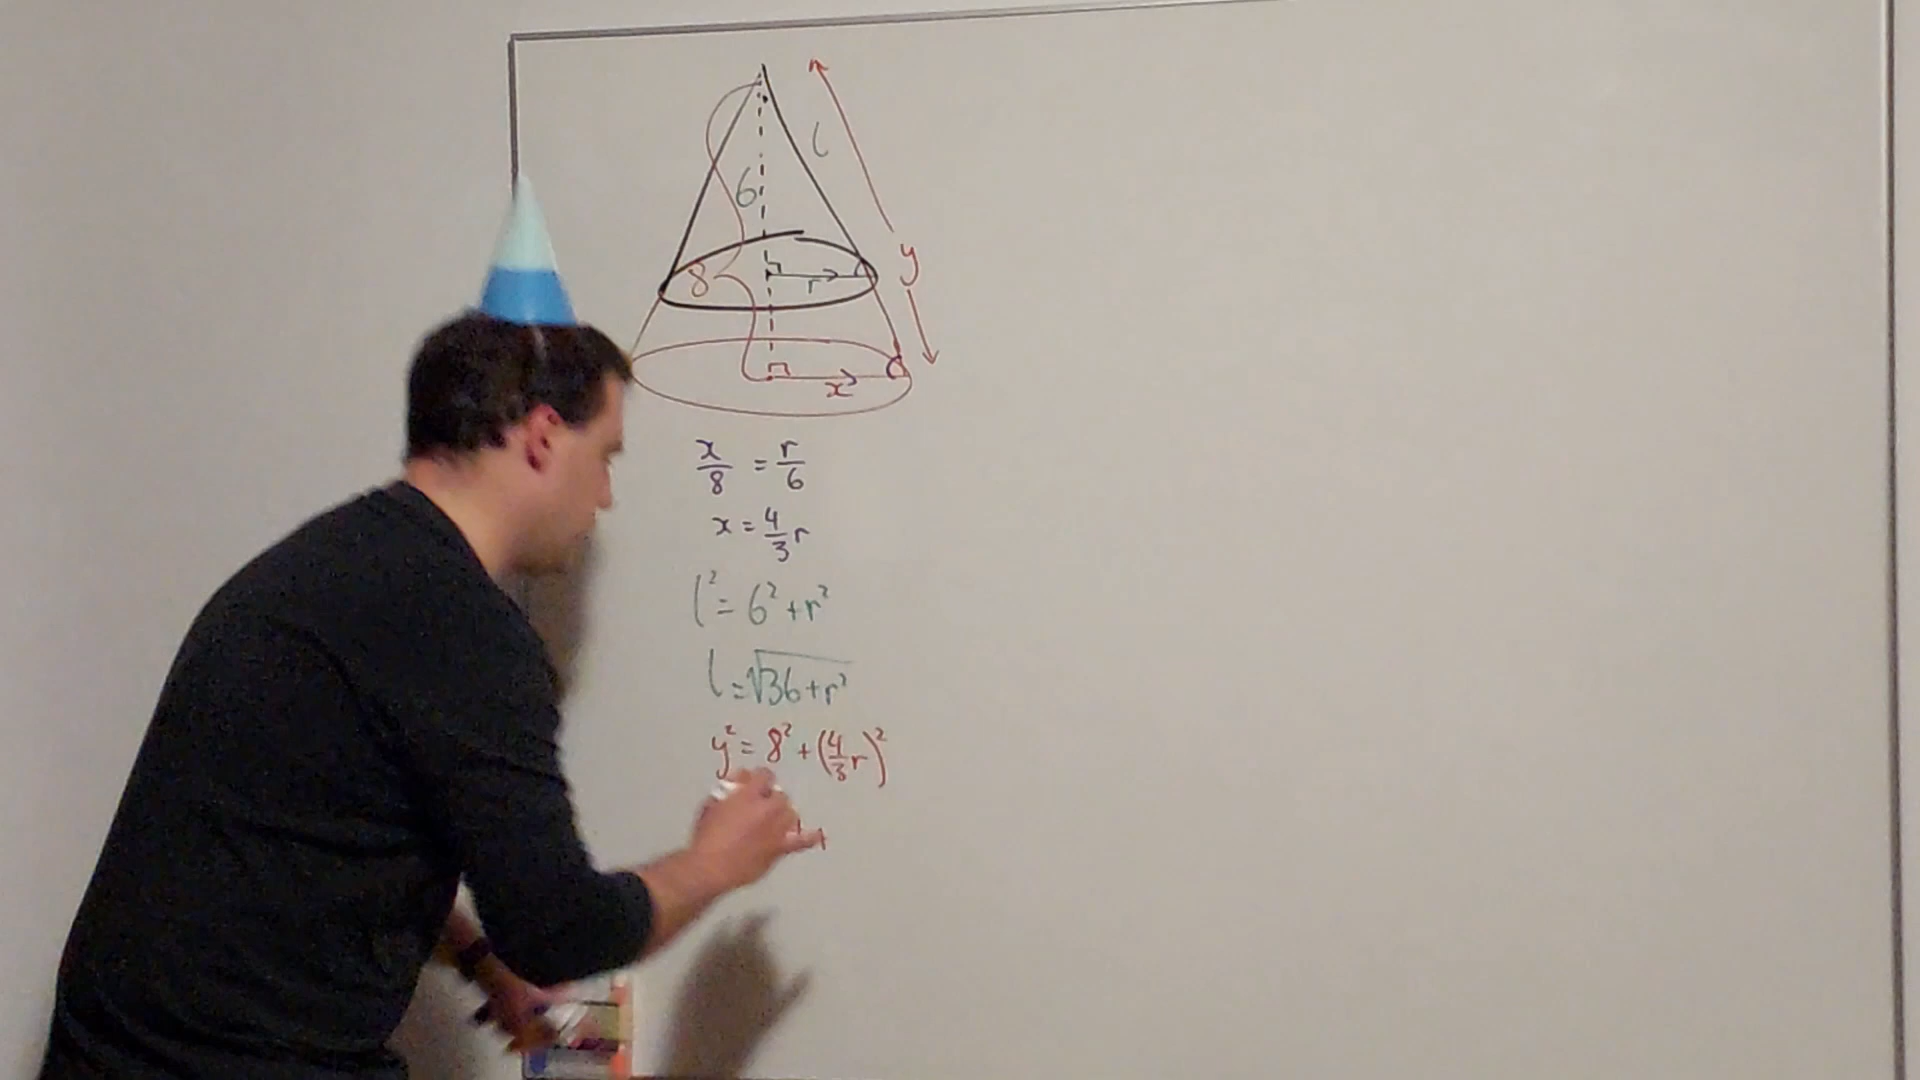 l
6
y
8
r
x
x/8 = r/6
x = 4/3 r
l² = 6² + r²
l = √36 + r²
y² = 8² + (4/3 r)²